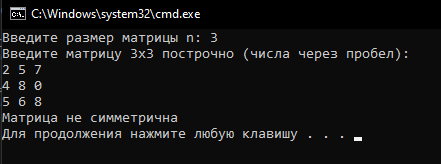 C:\Windows\system32\cmd.exe
Введите размер матрицы n: 3
Введите матрицу 3x3 построчно (числа через пробел):
2 5 7
4 8 0
5 6 8
Матрица не симметрична
Для продолжения нажмите любую клавишу . . .